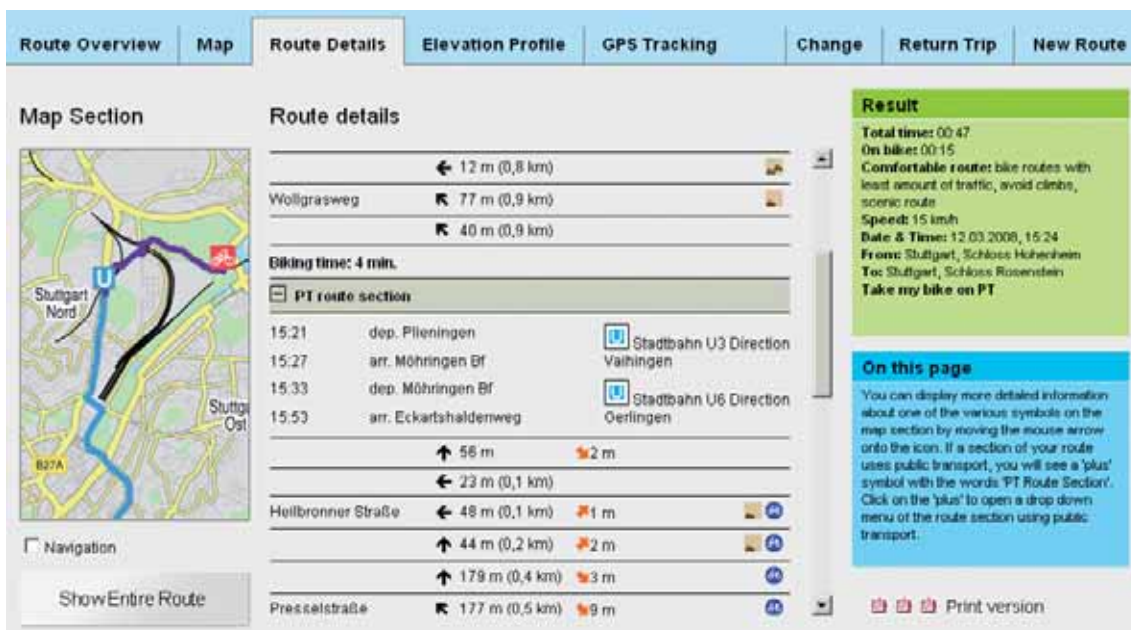 Route Overview Map Route Details Elevation Profile GPS Tracking Change Return Trip New Route
Map Section
Stuttgart
Nord
Stuttga
Ost
B27A
Navigation
Show Entire Route
Route details
12 m (0,8 km)
Wollgrasweg 77 m (0,9 km)
40 m (0,9 km)
Biking time: 4 min.
PT route section
15:21 dep. Plieningen U Stadtbahn U3 Direction
15:27 arr. Möhringen Bf Vaihingen
15:33 dep. Möhringen Bf U Stadtbahn U6 Direction
15:53 arr. Eckartshaldenweg Gerlingen
56 m 2 m
23 m (0,1 km)
Heilbronner Straße 48 m (0,1 km) 1 m
44 m (0,2 km) 2 m
179 m (0,4 km) 3 m
Presselstraße 177 m (0,5 km) 9 m
Result
Total time: 00:47
On bike: 00:15
Comfortable route: bike routes with
least amount of traffic, avoid climbs,
scenic route
Speed: 15 km/h
Date & Time: 12.03.2008, 15:24
From: Stuttgart, Schloss Hohenheim
To: Stuttgart, Schloss Rosenstein
Take my bike on PT
On this page
You can display more detailed information
about one of the various symbols on the
map section by moving the mouse arrow
onto the icon. If a section of your route
uses public transport, you will see a 'plus'
symbol with the words 'PT Route Section'.
Click on the 'plus' to open a drop down
menu of the route section using public
transport.
Print version